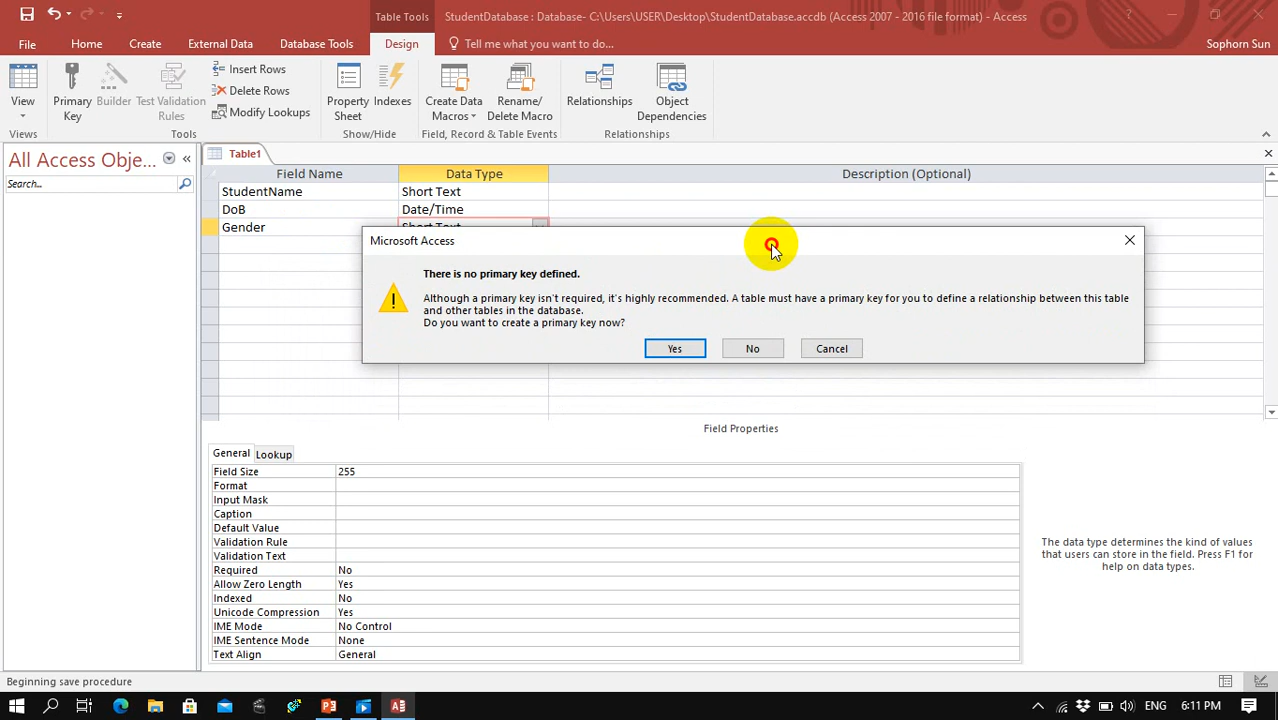 Table Tools
StudentDatabase : Database- C:\Users\USER\Desktop\StudentDatabase.accdb (Access 2007 - 2016 file format) - Access
File
Home
Create
External Data
Database Tools
Design
Tell me what you want to do...
Sophorn Sun
View
Primary
Key
Builder
Test Validation
Rules
Insert Rows
Delete Rows
Modify Lookups
Property
Sheet
Indexes
Create Data
Macros
Rename/
Delete Macro
Relationships
Object
Dependencies
Views
Tools
Show/Hide
Field, Record & Table Events
Relationships
All Access Obje...
Search...
Table1
Field Name
Data Type
Description (Optional)
StudentName
Short Text
DoB
Date/Time
Gender
Short Text
Microsoft Access
There is no primary key defined.
Although a primary key isn't required, it's highly recommended. A table must have a primary key for you to define a relationship between this table
and other tables in the database.
Do you want to create a primary key now?
Yes
No
Cancel
Field Properties
General
Lookup
Field Size
255
Format
Input Mask
Caption
Default Value
Validation Rule
Validation Text
Required
No
Allow Zero Length
Yes
Indexed
No
Unicode Compression
Yes
IME Mode
No Control
IME Sentence Mode
None
Text Align
General
The data type determines the kind of values
that users can store in the field. Press F1 for
help on data types.
Beginning save procedure
ENG
6:11 PM